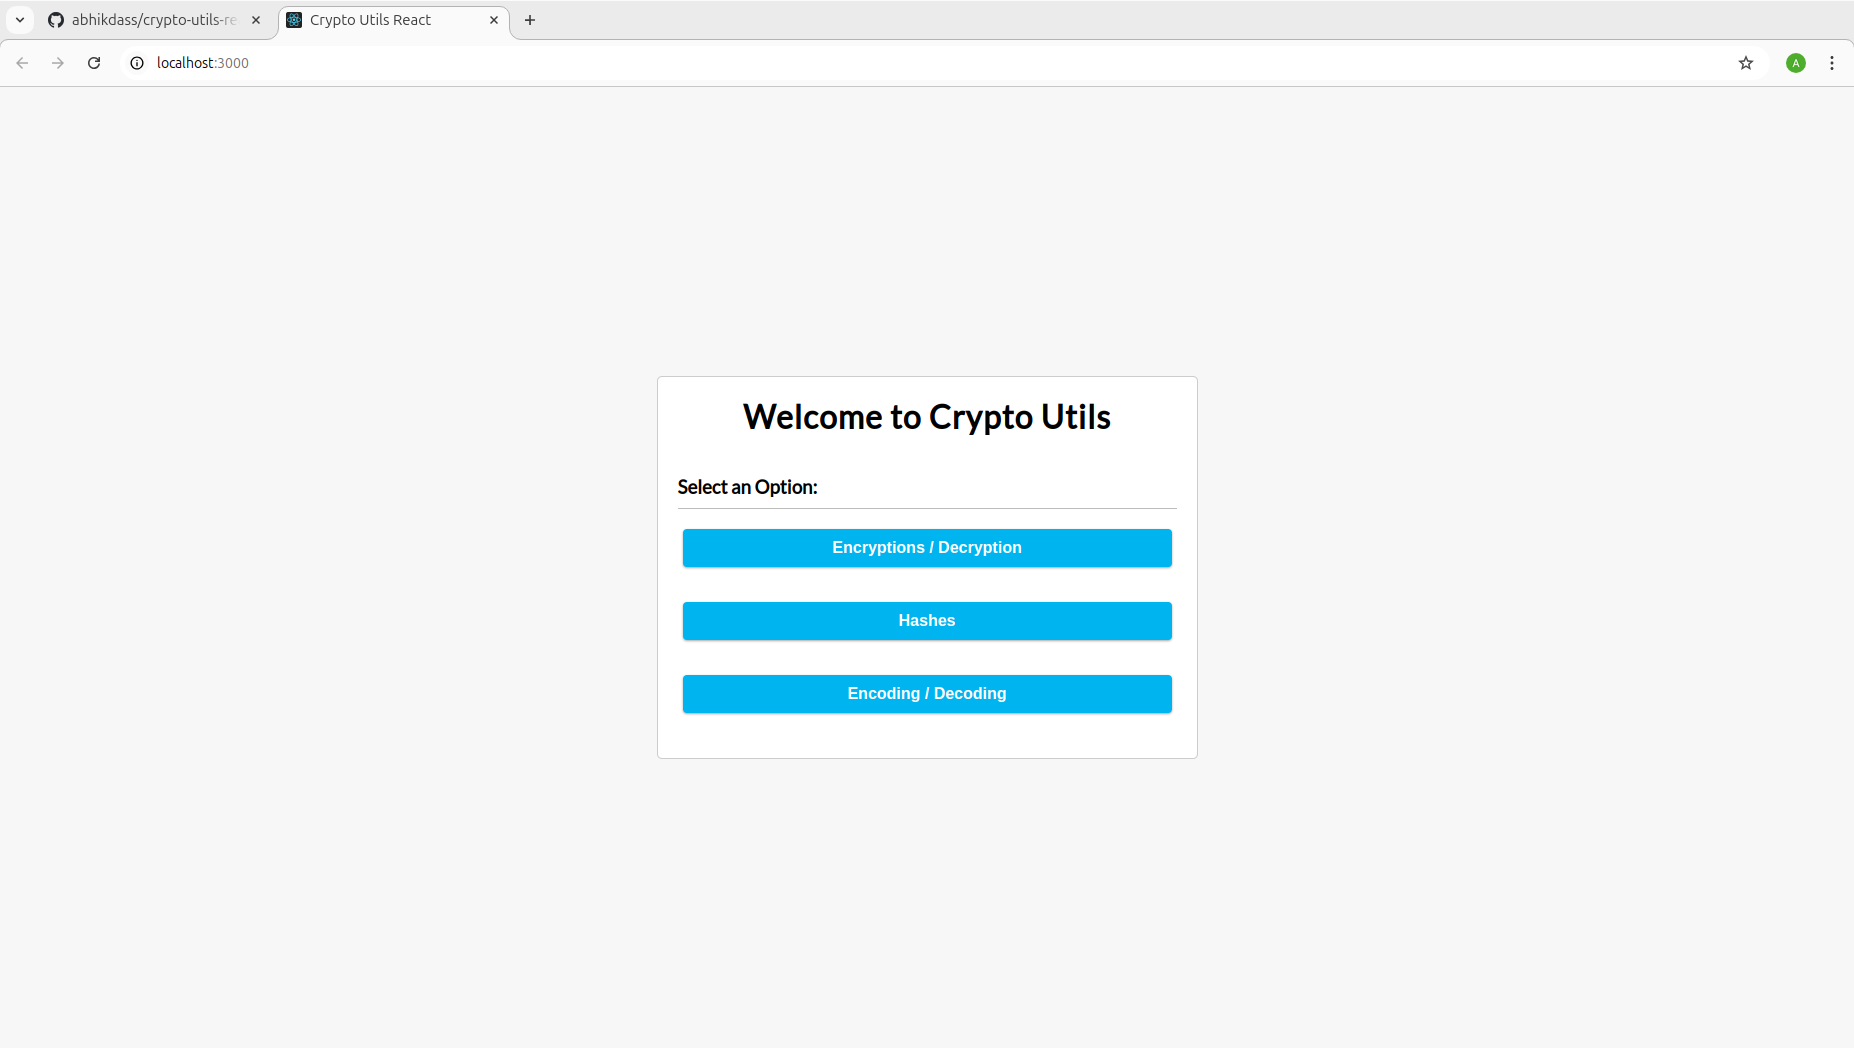 abhikdass/crypto-utils-re
Crypto Utils React
localhost:3000
A
Welcome to Crypto Utils
Select an Option:
Encryptions / Decryption
Hashes
Encoding / Decoding